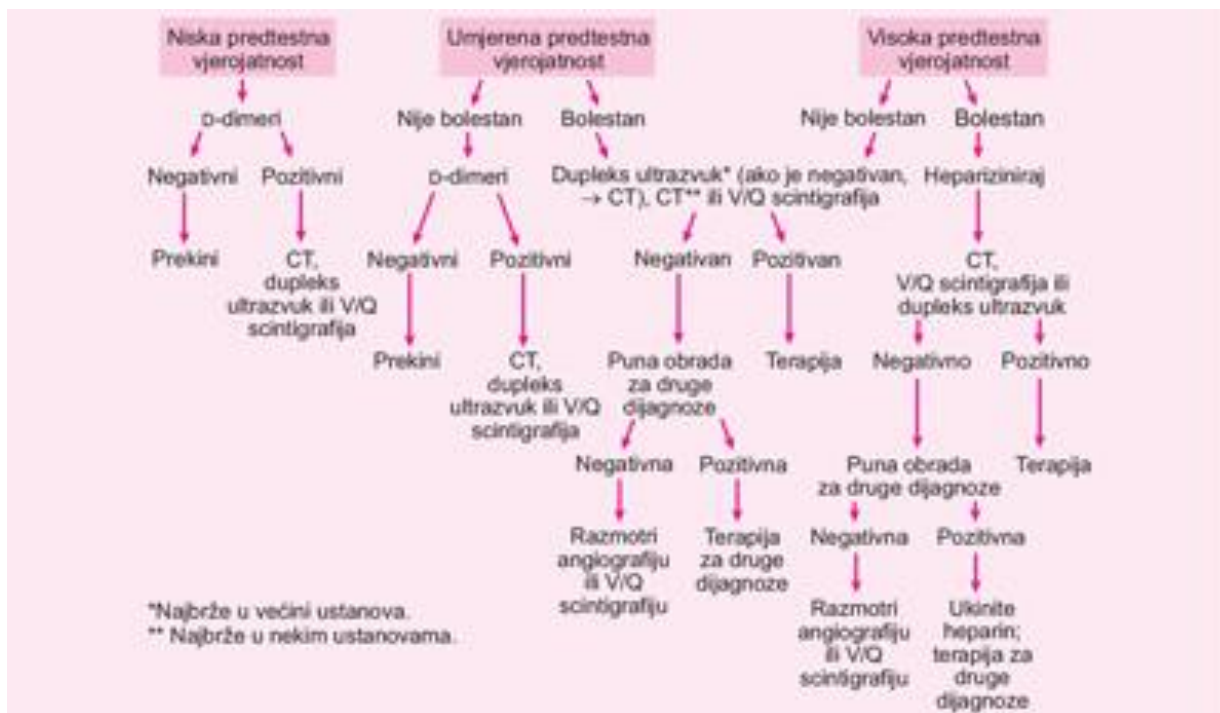 Niska predtestna
vjerojatnost
Umjerena predtestna
vjerojatnost
Visoka predtestna
vjerojatnost
D-dimeri
Nije bolestan
Bolestan
Nije bolestan
Bolestan
Negativni
Pozitivni
D-dimeri
Dupleks ultrazvuk* (ako je negativan,
→ CT), CT** ili V/Q scintigrafija
Hepariziniraj
Prekini
CT,
dupleks
ultrazvuk ili V/Q
scintigrafija
Negativni
Pozitivni
Negativan
Pozitivan
CT,
V/Q scintigrafija ili
dupleks ultrazvuk
Prekini
CT,
dupleks
ultrazvuk ili V/Q
scintigrafija
Puna obrada
za druge
dijagnoze
Terapija
Negativno
Pozitivno
Negativna
Pozitivna
Puna obrada
za druge dijagnoze
Terapija
Razmotri
angiografiju
ili V/Q
scintigrafiju
Terapija
za druge
dijagnoze
Negativna
Pozitivna
Razmotri
angiografiju
ili V/Q
scintigrafiju
Ukinite
heparin;
terapija za
druge
dijagnoze
*Najbrže u većini ustanova.
** Najbrže u nekim ustanovama.